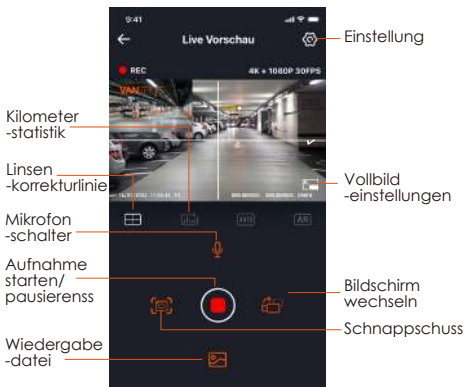 9:41
Live Vorschau
Einstellung
REC
4K + 1080P 30FPS
VAN
Kilometer
-statistik
Linsen
-korrekturlinie
Vollbild
-einstellungen
Mikrofon
-schalter
Aufnahme
starten/
pausierenss
Bildschirm
wechseln
Schnappschuss
Wiedergabe
-datei